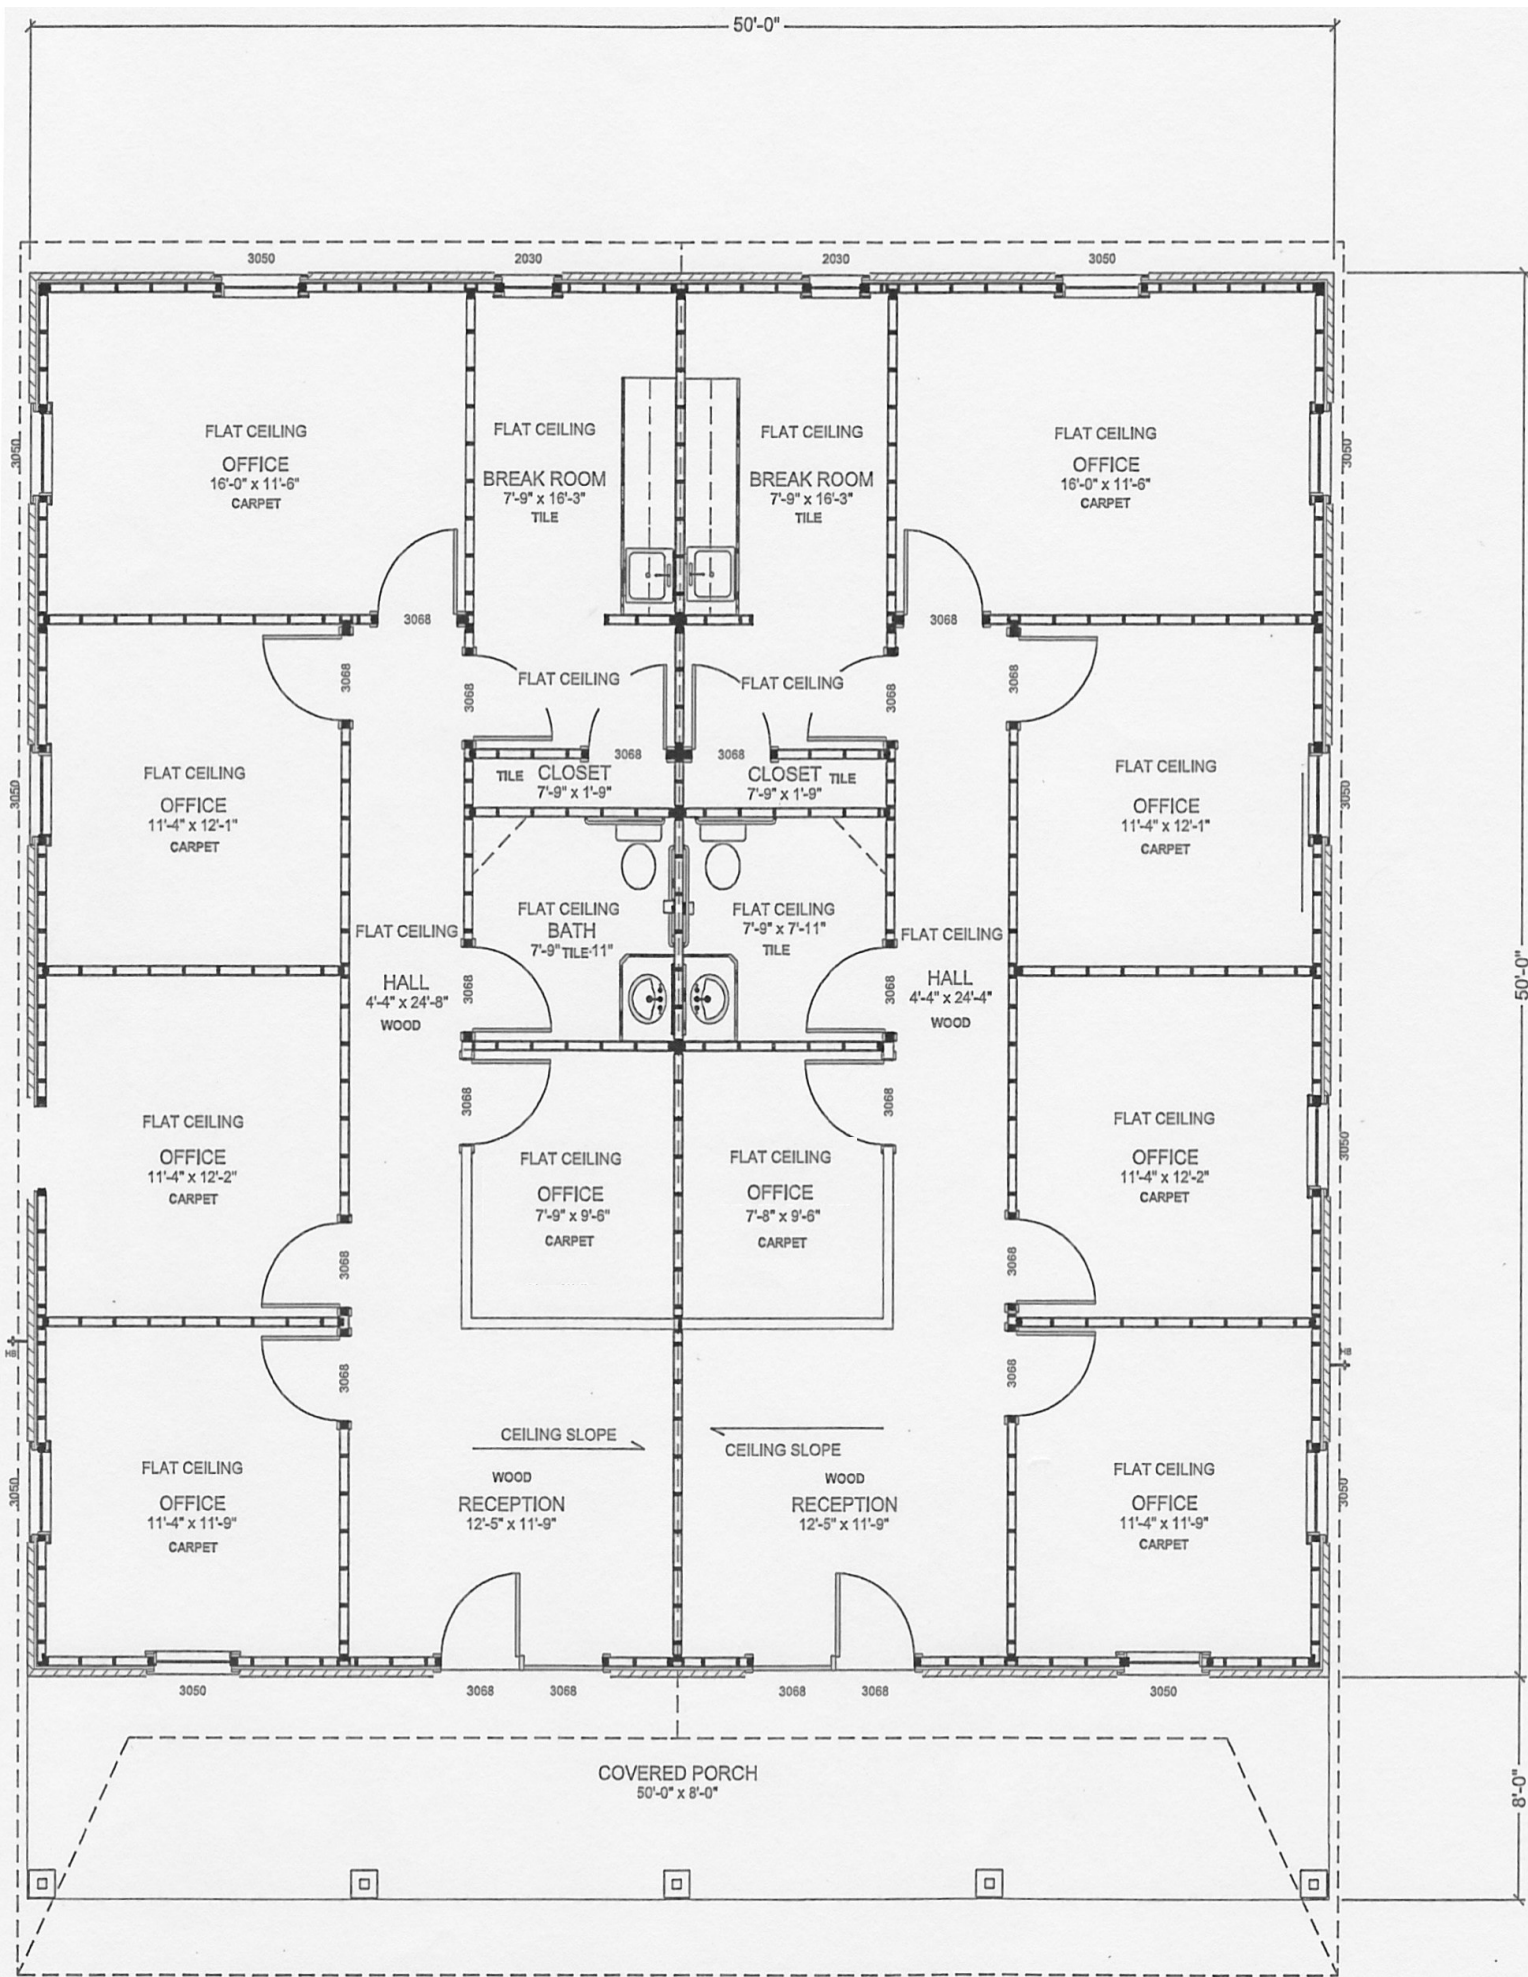 50'-0"
3050
2030
2030
3050
FLAT CEILING
OFFICE
16'-0" x 11'-6"
CARPET
FLAT CEILING
BREAK ROOM
7'-9" x 16'-3"
TILE
FLAT CEILING
BREAK ROOM
7'-9" x 16'-3"
TILE
FLAT CEILING
OFFICE
16'-0" x 11'-6"
CARPET
3050
3050
3068
3068
3068
3068
3068
3068
FLAT CEILING
FLAT CEILING
3068
3068
TILE
CLOSET
7'-9" x 1'-9"
CLOSET
TILE
7'-9" x 1'-9"
3050
FLAT CEILING
OFFICE
11'-4" x 12'-1"
CARPET
FLAT CEILING
OFFICE
11'-4" x 12'-1"
CARPET
3050
FLAT CEILING
HALL
4'-4" x 24'-8"
WOOD
FLAT CEILING
BATH
7'-9" TILE-11"
FLAT CEILING
7'-9" x 7'-11"
TILE
FLAT CEILING
HALL
4'-4" x 24'-4"
WOOD
3068
3068
50'-0"
3068
3068
FLAT CEILING
OFFICE
11'-4" x 12'-2"
CARPET
FLAT CEILING
OFFICE
7'-9" x 9'-6"
CARPET
FLAT CEILING
OFFICE
7'-8" x 9'-6"
CARPET
FLAT CEILING
OFFICE
11'-4" x 12'-2"
CARPET
3050
3068
3068
HB
HB
3068
3068
FLAT CEILING
OFFICE
11'-4" x 11'-9"
CARPET
CEILING SLOPE
WOOD
RECEPTION
12'-5" x 11'-9"
CEILING SLOPE
WOOD
RECEPTION
12'-5" x 11'-9"
FLAT CEILING
OFFICE
11'-4" x 11'-9"
CARPET
3050
3050
3050
3068
3068
3068
3068
3050
COVERED PORCH
50'-0" x 8'-0"
8'-0"